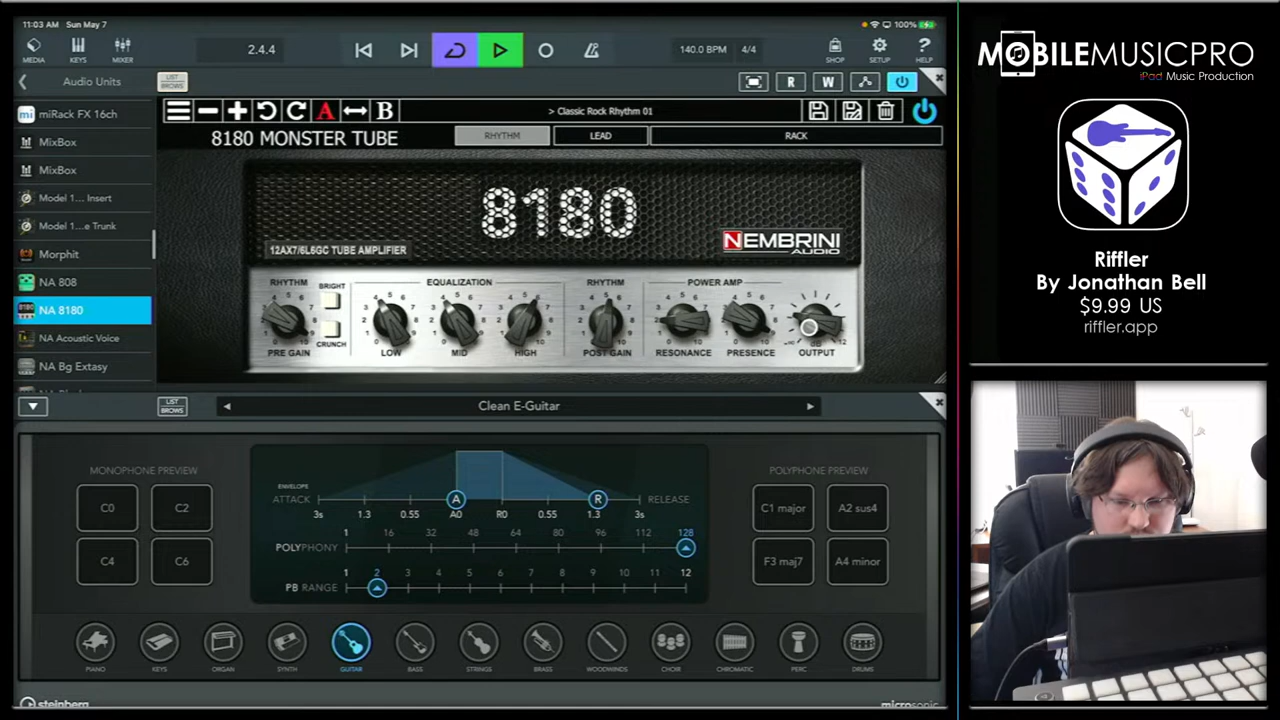 11:03 AM Sun May 7
100%
MEDIA
KEYS
MIXER
2.4.4
140.0 BPM
4/4
SHOP
SETUP
HELP
Audio Units
LIST
BROWS
R
W
miRack FX 16ch
MixBox
MixBox
Model 1... Insert
Model 1...e Trunk
Morphit
NA 808
NA 8180
NA Acoustic Voice
NA Bg Extasy
A
B
> Classic Rock Rhythm 01
8180 MONSTER TUBE
RHYTHM
LEAD
RACK
8180
12AX7/6L6GC TUBE AMPLIFIER
NEMBRINI
AUDIO
RHYTHM
BRIGHT
EQUALIZATION
RHYTHM
POWER AMP
CRUNCH
PRE GAIN
LOW
MID
HIGH
POST GAIN
RESONANCE
PRESENCE
OUTPUT
LIST
BROWS
Clean E-Guitar
MONOPHONE PREVIEW
C0
C2
C4
C6
ENVELOPE
ATTACK
A
R
RELEASE
3s 1.3 0.55 A0 R0 0.55 1.3 3s
1 16 32 48 64 80 96 112 128
POLYPHONY
1 2 3 4 5 6 7 8 9 10 11 12
PB RANGE
POLYPHONE PREVIEW
C1 major
A2 sus4
F3 maj7
A4 minor
PIANO
KEYS
ORGAN
SYNTH
GUITAR
BASS
STRINGS
BRASS
WOODWINDS
CHOIR
CHROMATIC
PERC
DRUMS
steinberg
microsonic
MOBILEMUSICPRO
iPad Music Production
Riffler
By Jonathan Bell
$9.99 US
riffler.app